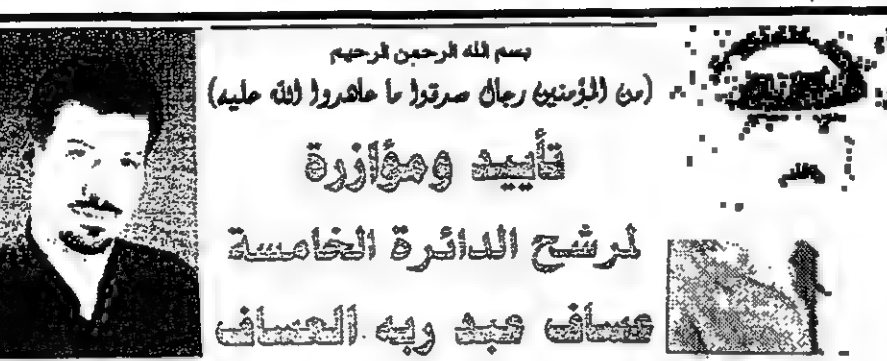 بسم الله الرحمن الرحيم
(من المؤمنين رجال صدقوا ما عاهدوا الله عليه)
تأييد ومؤازرة
لمرشح الدائرة الخامسة
عساف عبد ربه العساف